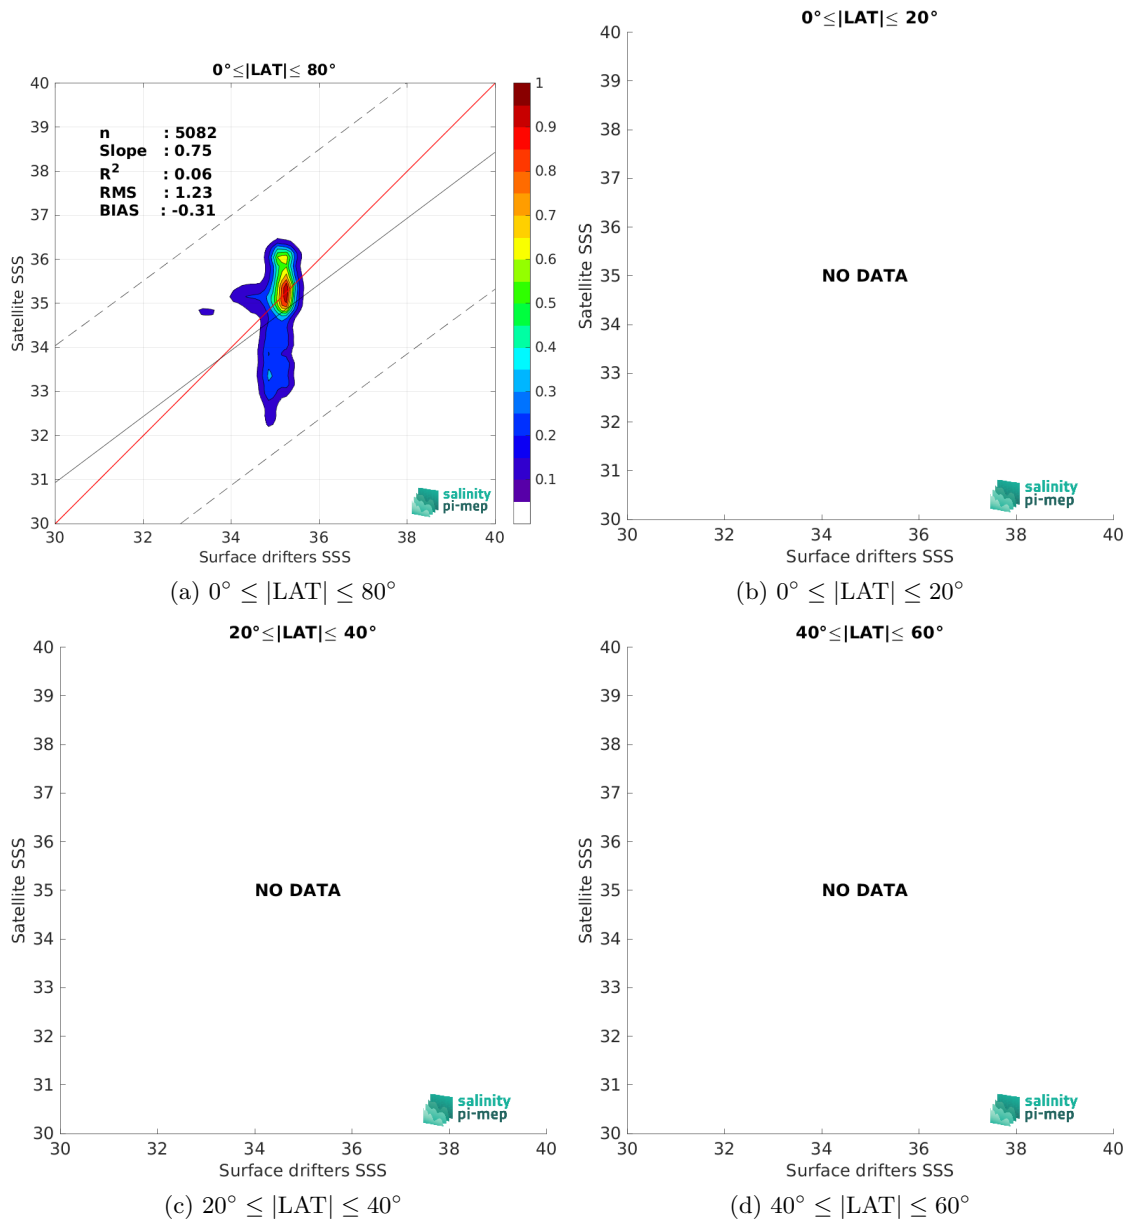 0°≤|LAT|≤ 80°
40
39
38
37
36
35
34
33
32
31
30
Satellite SSS
n : 5082
Slope : 0.75
R² : 0.06
RMS : 1.23
BIAS : -0.31
1
0.9
0.8
0.7
0.6
0.5
0.4
0.3
0.2
0.1
salinity
pi-mep
30 32 34 36 38 40
Surface drifters SSS
(a) 0° ≤ |LAT| ≤ 80°
0°≤|LAT|≤ 20°
40
39
38
37
36
35
34
33
32
31
30
Satellite SSS
NO DATA
salinity
pi-mep
30 32 34 36 38 40
Surface drifters SSS
(b) 0° ≤ |LAT| ≤ 20°
20°≤|LAT|≤ 40°
40
39
38
37
36
35
34
33
32
31
30
Satellite SSS
NO DATA
salinity
pi-mep
30 32 34 36 38 40
Surface drifters SSS
(c) 20° ≤ |LAT| ≤ 40°
40°≤|LAT|≤ 60°
40
39
38
37
36
35
34
33
32
31
30
Satellite SSS
NO DATA
salinity
pi-mep
30 32 34 36 38 40
Surface drifters SSS
(d) 40° ≤ |LAT| ≤ 60°